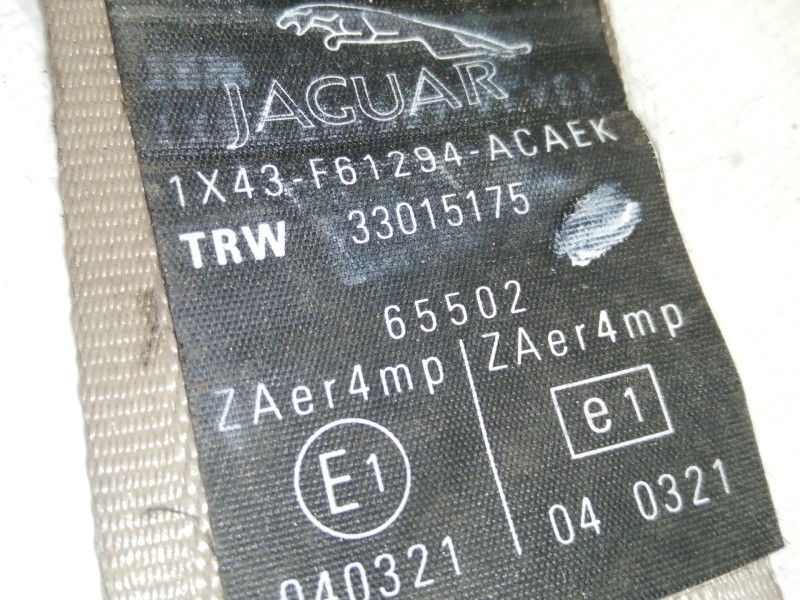 JAGUAR
1X43-F61294-ACAEK
TRW 33015175
65502
ZAer4mp ZAer4mp
E1 e1
040321 04 0321